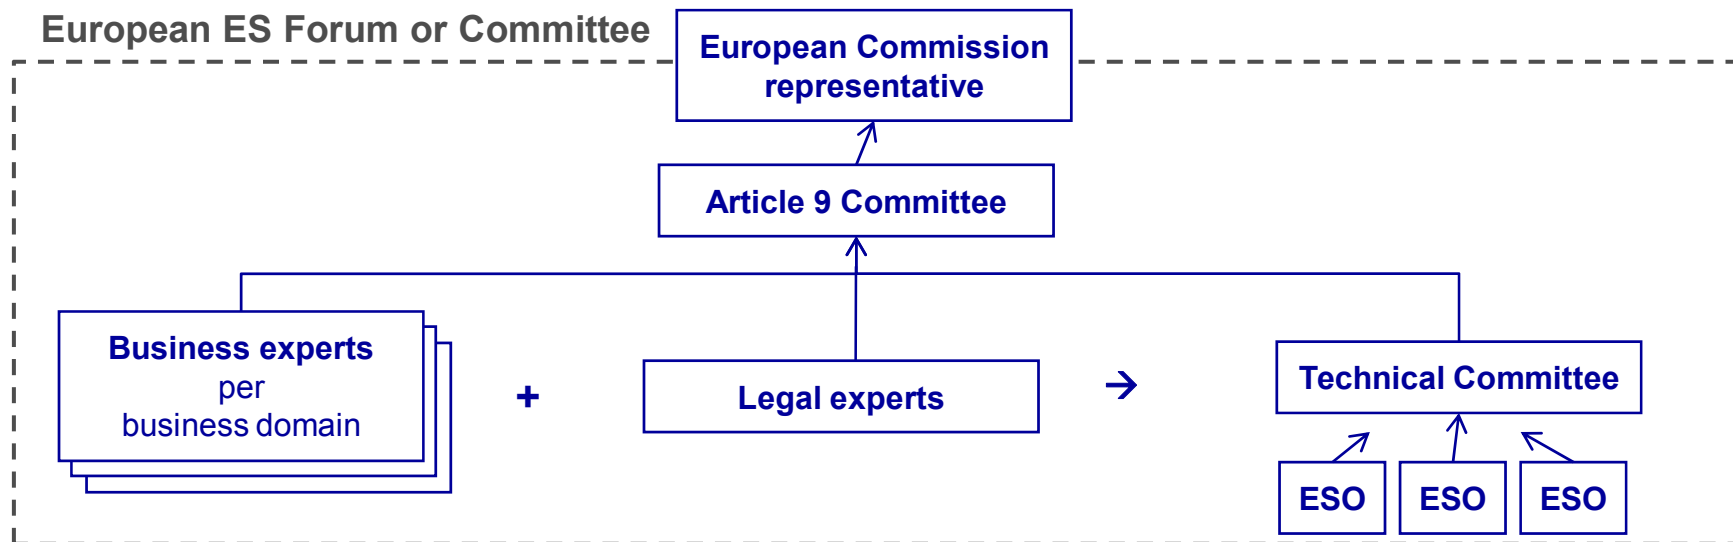 European ES Forum or Committee
European Commission
representative
Article 9 Committee
Business experts
per
business domain
+
Legal experts
→
Technical Committee
ESO
ESO
ESO